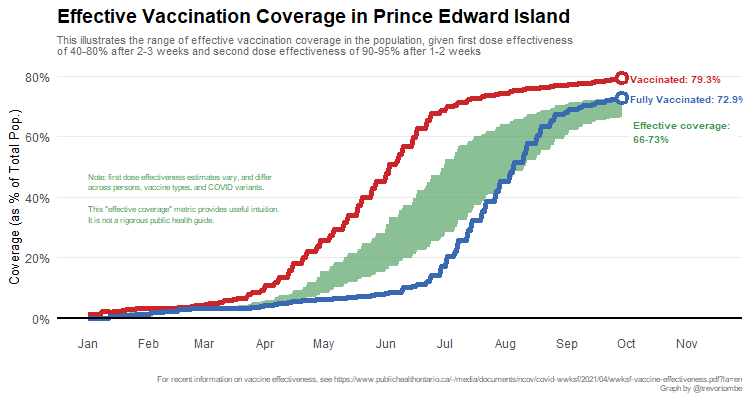 Effective Vaccination Coverage in Prince Edward Island
This illustrates the range of effective vaccination coverage in the population, given first dose effectiveness
of 40-80% after 2-3 weeks and second dose effectiveness of 90-95% after 1-2 weeks
Coverage (as % of Total Pop.)
80%
60%
40%
20%
0%
Vaccinated: 79.3%
Fully Vaccinated: 72.9%
Effective coverage:
66-73%
Note: first dose effectiveness estimates vary, and differ
across persons, vaccine types, and COVID variants.
This "effective coverage" metric provides useful intuition.
It is not a rigorous public health guide.
Jan Feb Mar Apr May Jun Jul Aug Sep Oct Nov
For recent information on vaccine effectiveness, see https://www.publichealthontario.ca/-/media/documents/ncov/covid-wwksf/2021/04/wwksf-vaccine-effectiveness.pdf?la=en
Graph by @trevortombe